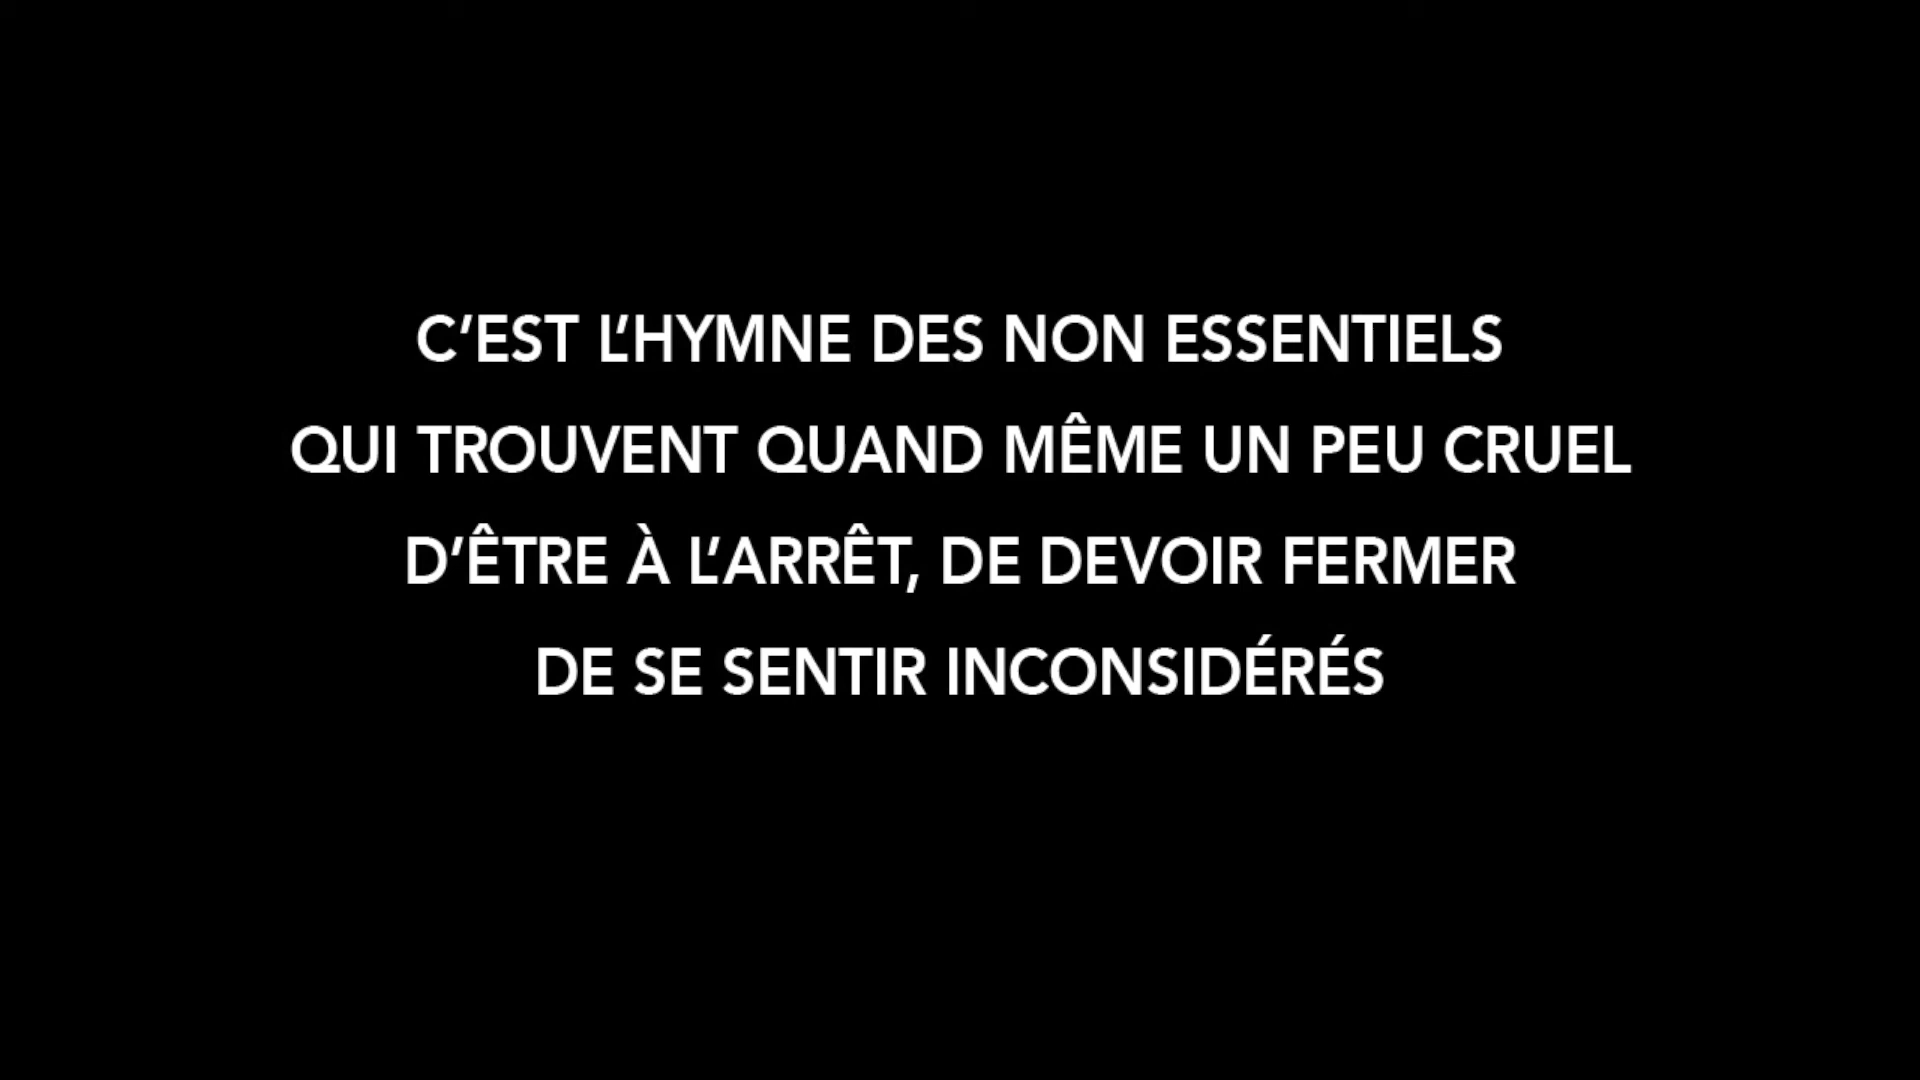 C’EST L’HYMNE DES NON ESSENTIELS
QUI TROUVENT QUAND MÊME UN PEU CRUEL
D’ÊTRE À L’ARRÊT, DE DEVOIR FERMER
DE SE SENTIR INCONSIDÉRÉS